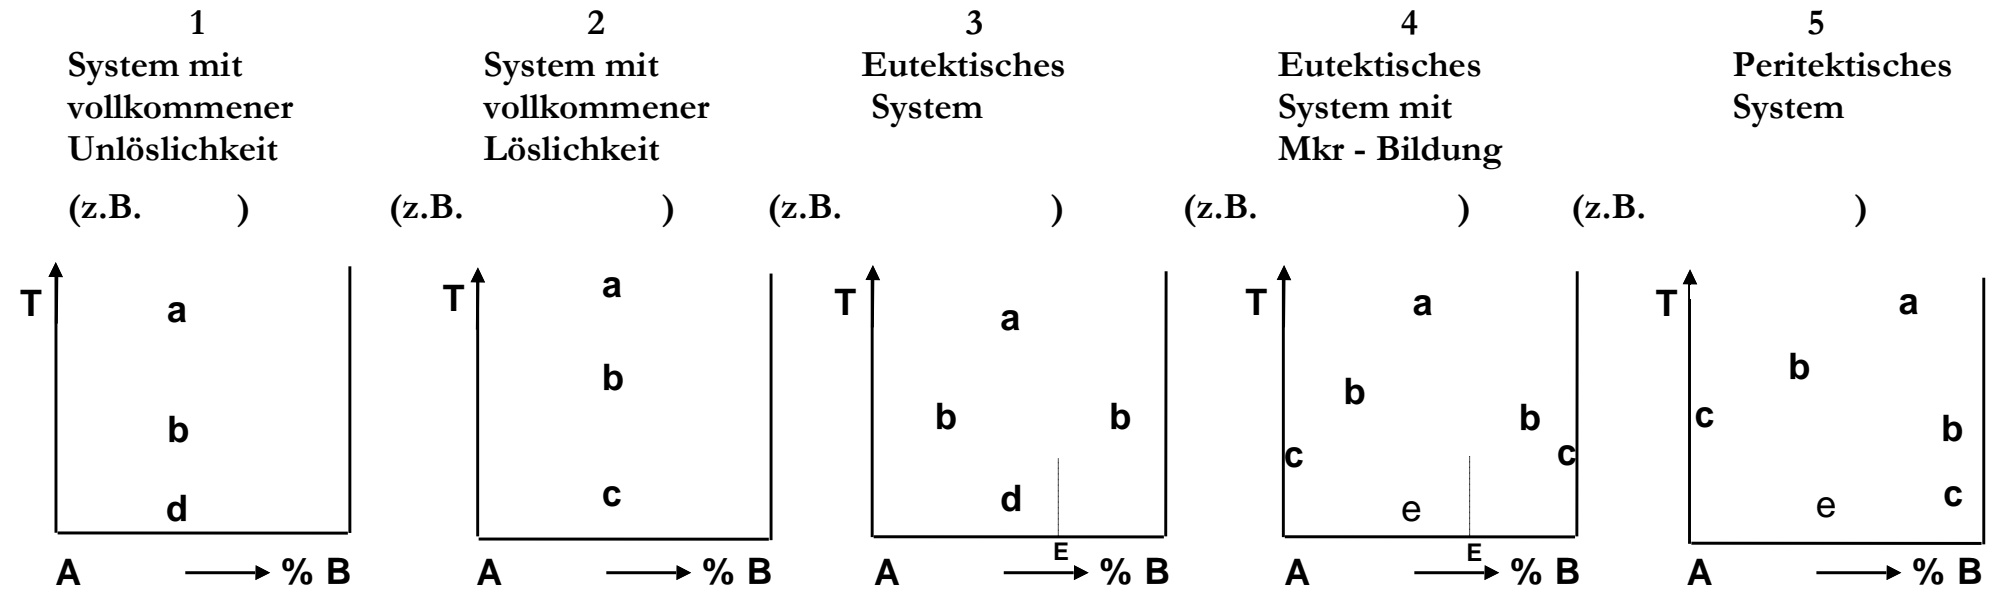 1
System mit
vollkommener
Unlöslichkeit
(z.B. )
2
System mit
vollkommener
Löslichkeit
(z.B. )
3
Eutektisches
System
(z.B. )
4
Eutektisches
System mit
Mkr - Bildung
(z.B. )
5
Peritektisches
System
(z.B. )
T
a
b
d
A % B
T
a
b
c
A % B
T
a
b b
d
E
A % B
T
a
b b
c c
e
E
A % B
T
a
b
c b
e c
A % B